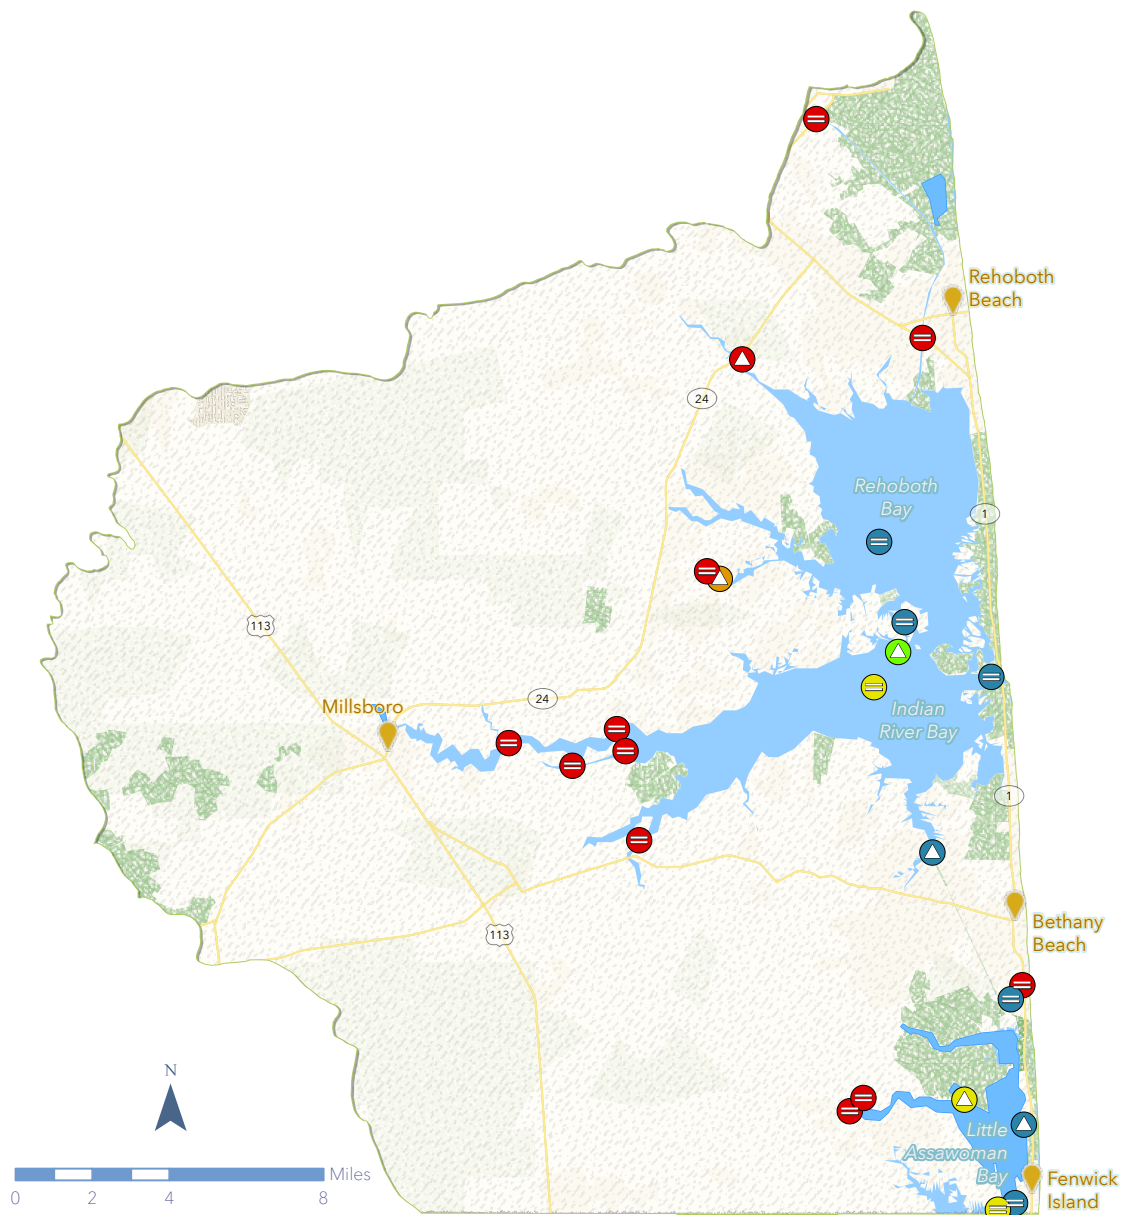 Rehoboth
Beach
24
Rehoboth
Bay
1
113
24
Millsboro
Indian
River Bay
1
Bethany
Beach
113
N
Little
Assawoman
Bay
Miles
0 2 4 8
Fenwick
Island